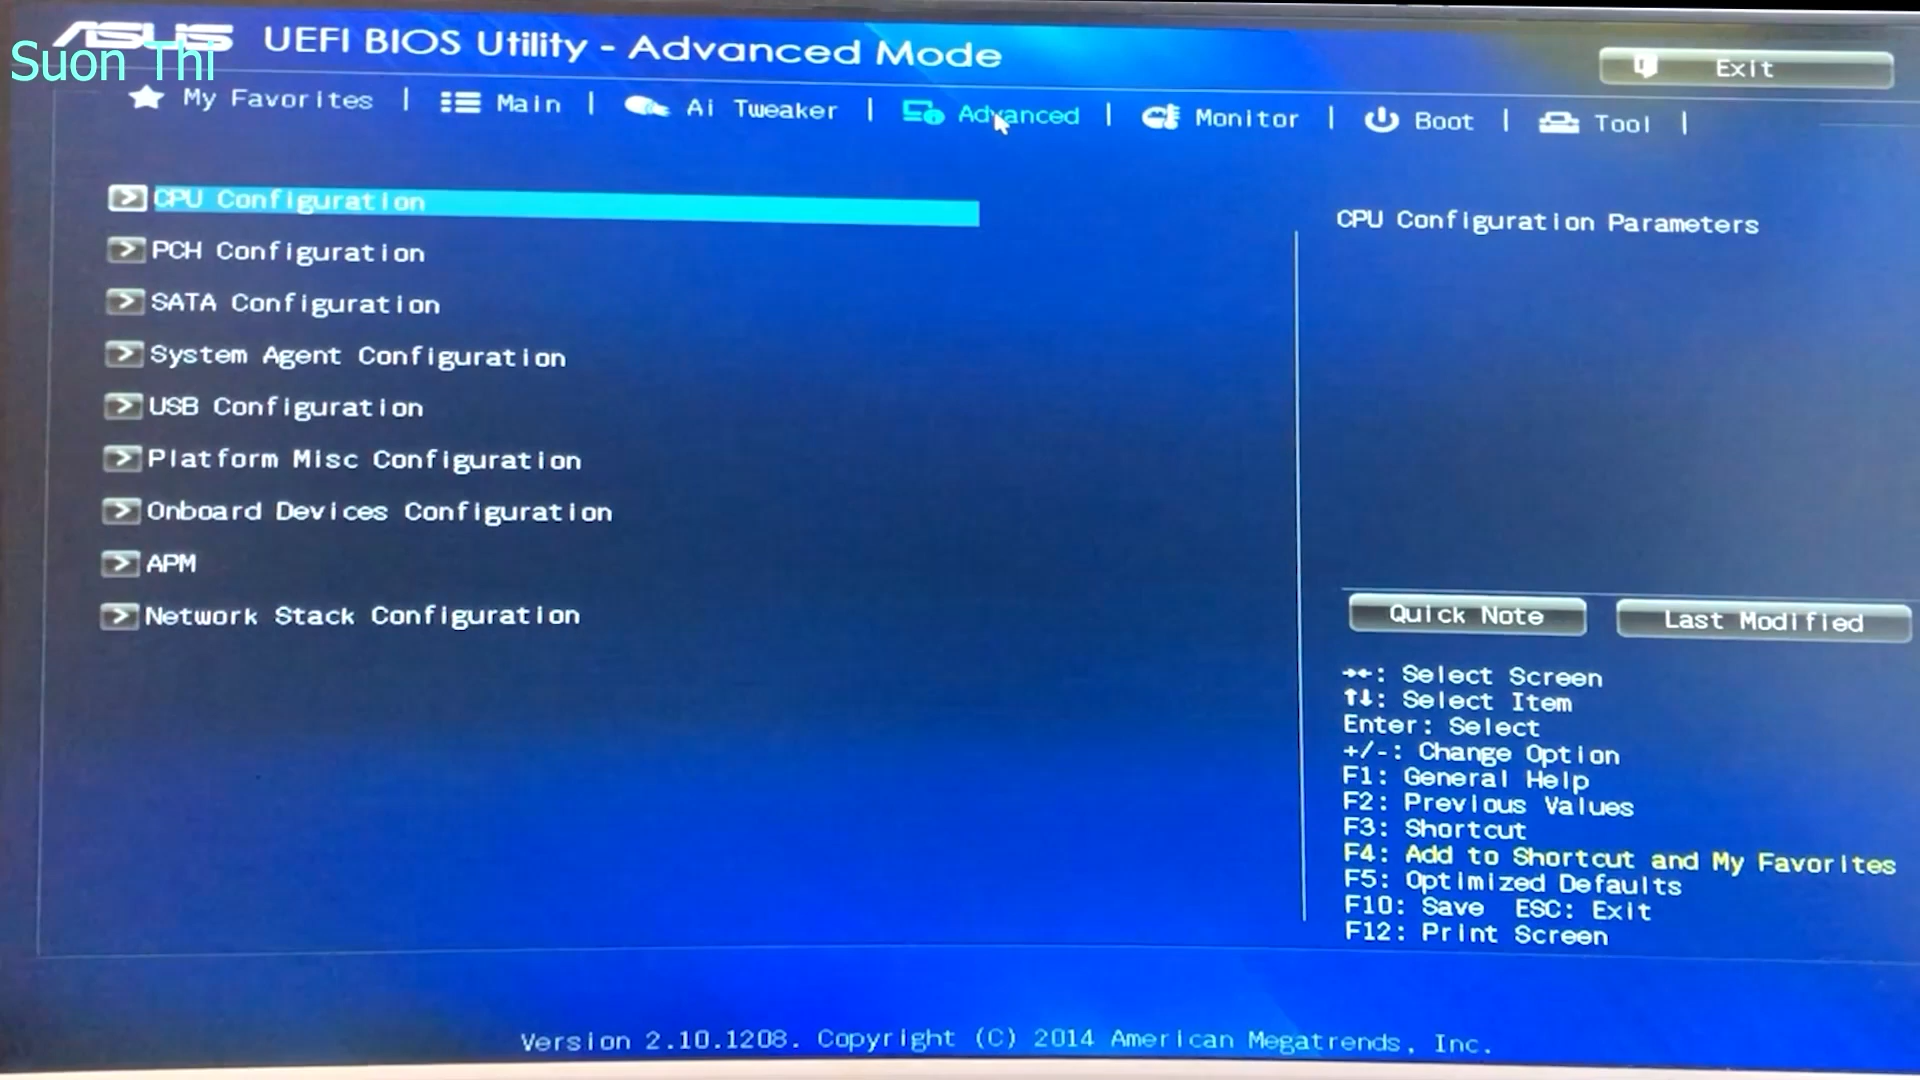 ASUS UEFI BIOS Utility - Advanced Mode
Suon Thi
Exit
My Favorites | Main | Ai Tweaker | Advanced | Monitor | Boot | Tool |
> CPU Configuration
> PCH Configuration
> SATA Configuration
> System Agent Configuration
> USB Configuration
> Platform Misc Configuration
> Onboard Devices Configuration
> APM
> Network Stack Configuration
CPU Configuration Parameters
Quick Note
Last Modified
→←: Select Screen
↑↓: Select Item
Enter: Select
+/-: Change Option
F1: General Help
F2: Previous Values
F3: Shortcut
F4: Add to Shortcut and My Favorites
F5: Optimized Defaults
F10: Save ESC: Exit
F12: Print Screen
Version 2.10.1208. Copyright (C) 2014 American Megatrends, Inc.